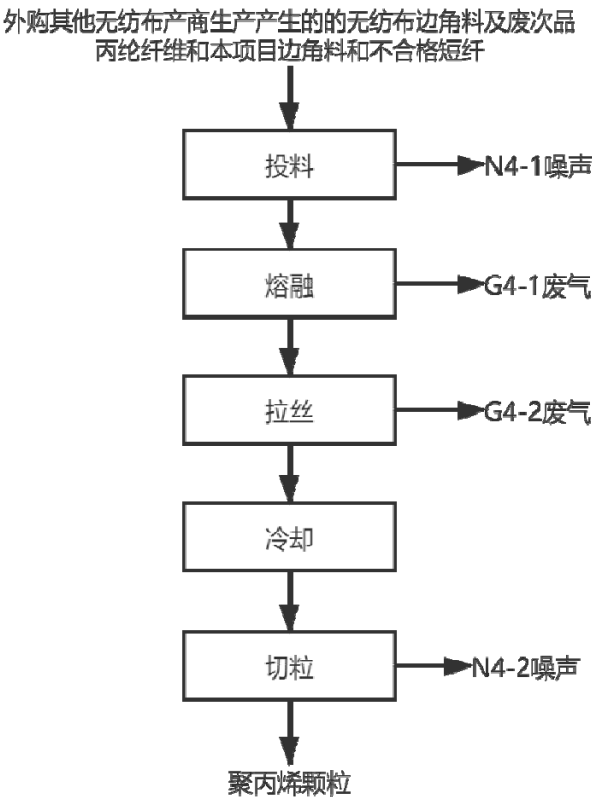 外购其他无纺布产商生产产生的的无纺布边角料及废次品
丙纶纤维和本项目边角料和不合格短纤
投料
N4-1噪声
熔融
G4-1废气
拉丝
G4-2废气
冷却
切粒
N4-2噪声
聚丙烯颗粒